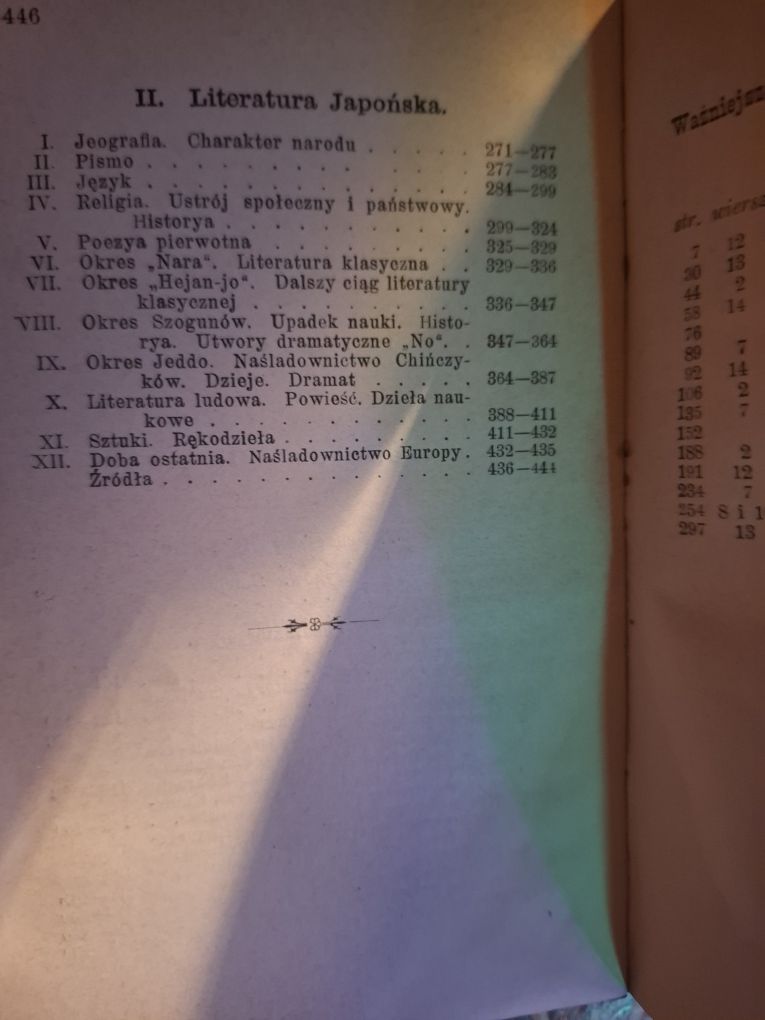 446
II. Literatura Japońska.
I. Jeografia. Charakter narodu . . . . . 271—277
II. Pismo . . . . . . . . . . . . 277—283
III. Język . . . . . . . . . . . . . 284—299
IV. Religia. Ustrój społeczny i państwowy.
Historya . . . . . . . . . . . 299—324
V. Poezya pierwotna . . . . . . . . . 325—329
VI. Okres „Nara“. Literatura klasyczna . . 329—336
VII. Okres „Hejan-jo“. Dalszy ciąg literatury
klasycznej . . . . . . . . . . 336—347
VIII. Okres Szogunów. Upadek nauki. Histo-
rya. Utwory dramatyczne „No“. . 347—364
IX. Okres Jeddo. Naśladownictwo Chińczy-
ków. Dzieje. Dramat . . . . . 364—387
X. Literatura ludowa. Powieść. Dzieła nau-
kowe . . . . . . . . . . . . 388—411
XI. Sztuki. Rękodzieła . . . . . . . . . 411—432
XII. Doba ostatnia. Naśladownictwo Europy. 432—435
Źródła . . . . . . . . . . . . . . 436—444
str.
7 12
30 13
44 2
58 14
76
89 7
92 14
106 2
135 7
152
188 2
191 12
234 7
254 8 i
297 13